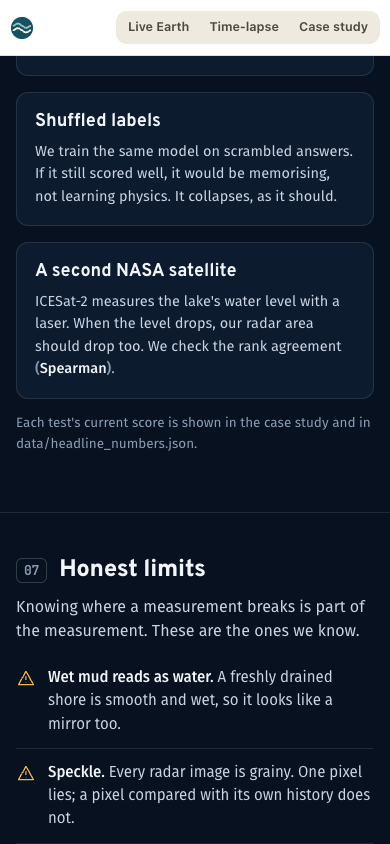 Live Earth Time-lapse Case study
Shuffled labels
We train the same model on scrambled answers.
If it still scored well, it would be memorising,
not learning physics. It collapses, as it should.
A second NASA satellite
ICESat-2 measures the lake's water level with a
laser. When the level drops, our radar area
should drop too. We check the rank agreement
(Spearman).
Each test's current score is shown in the case study and in
data/headline_numbers.json.
07 Honest limits
Knowing where a measurement breaks is part of
the measurement. These are the ones we know.
Wet mud reads as water. A freshly drained
shore is smooth and wet, so it looks like a
mirror too.
Speckle. Every radar image is grainy. One pixel
lies; a pixel compared with its own history does
not.